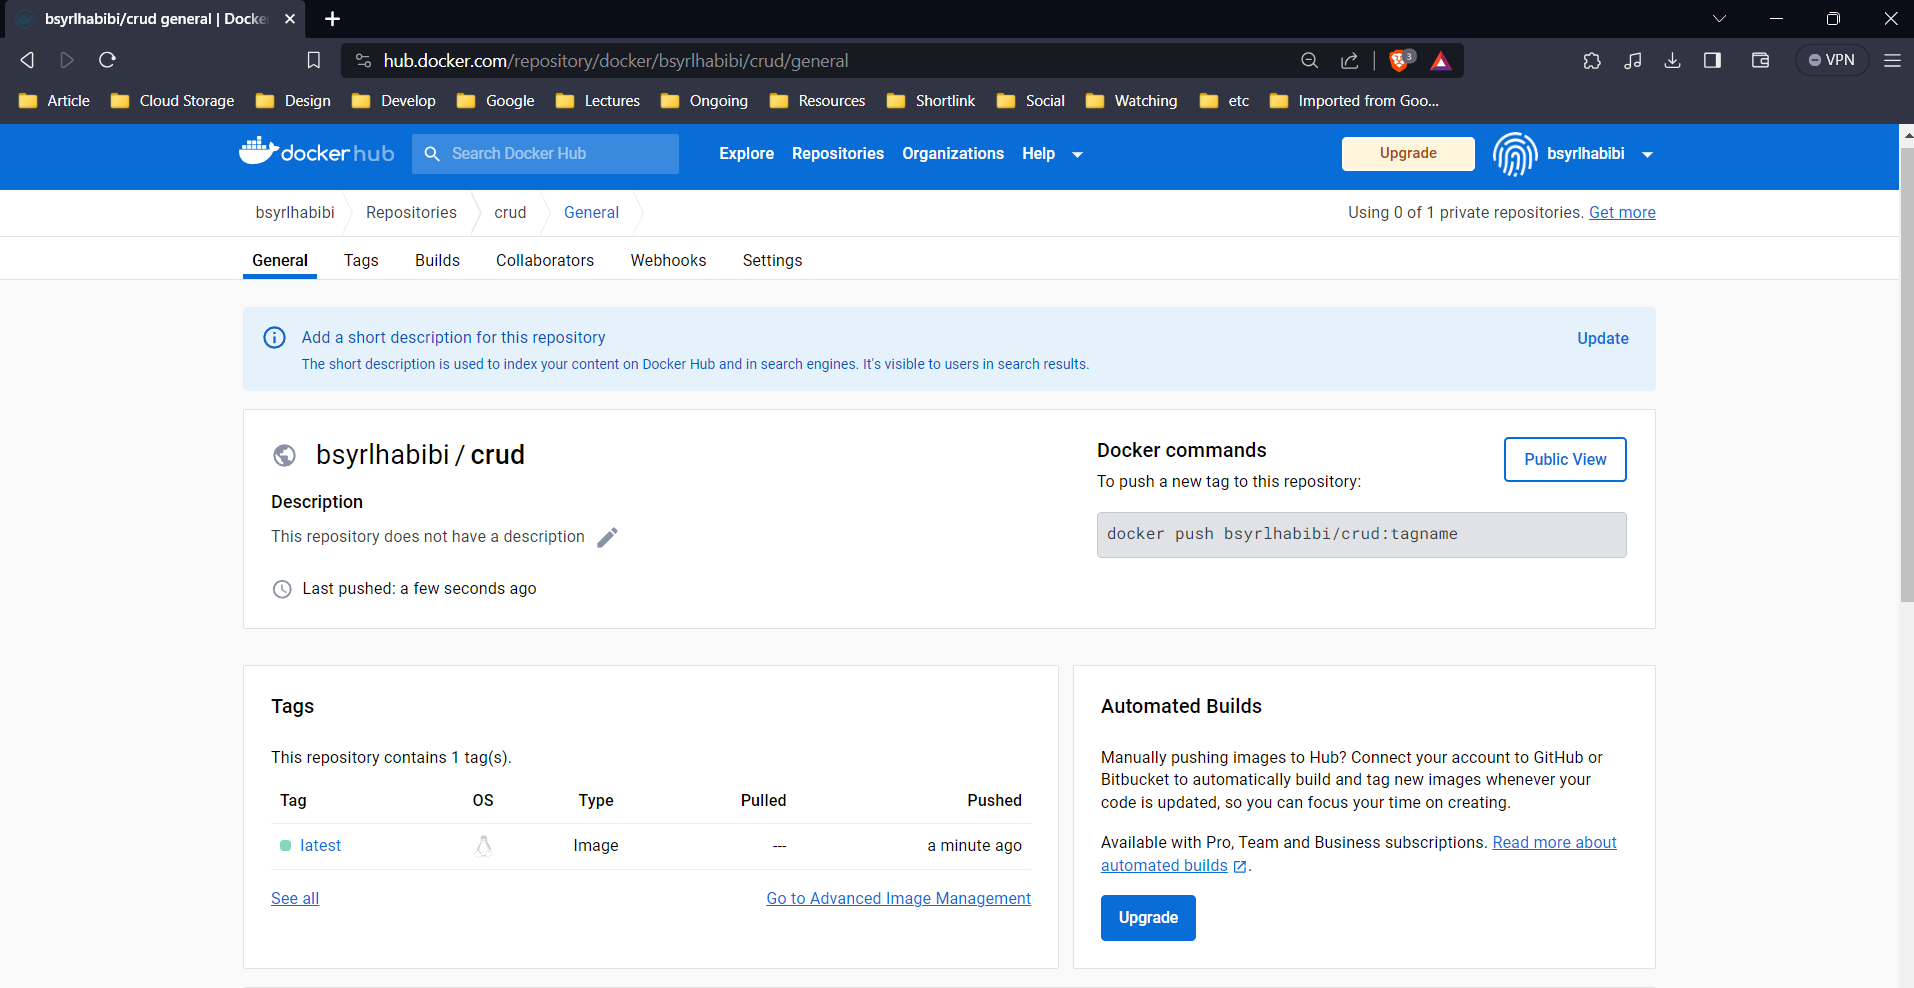 bsyrlhabibi/crud general | Docke
hub.docker.com/repository/docker/bsyrlhabibi/crud/general
3
VPN
Article
Cloud Storage
Design
Develop
Google
Lectures
Ongoing
Resources
Shortlink
Social
Watching
etc
Imported from Goo...
dockerhub
Search Docker Hub
Explore
Repositories
Organizations
Help
Upgrade
bsyrlhabibi
bsyrlhabibi
Repositories
crud
General
Using 0 of 1 private repositories. Get more
General
Tags
Builds
Collaborators
Webhooks
Settings
Add a short description for this repository
Update
The short description is used to index your content on Docker Hub and in search engines. It's visible to users in search results.
bsyrlhabibi / crud
Description
This repository does not have a description
Last pushed: a few seconds ago
Docker commands
Public View
To push a new tag to this repository:
docker push bsyrlhabibi/crud:tagname
Tags
This repository contains 1 tag(s).
Tag OS Type Pulled Pushed
latest Image --- a minute ago
See all
Go to Advanced Image Management
Automated Builds
Manually pushing images to Hub? Connect your account to GitHub or
Bitbucket to automatically build and tag new images whenever your
code is updated, so you can focus your time on creating.
Available with Pro, Team and Business subscriptions. Read more about
automated builds .
Upgrade